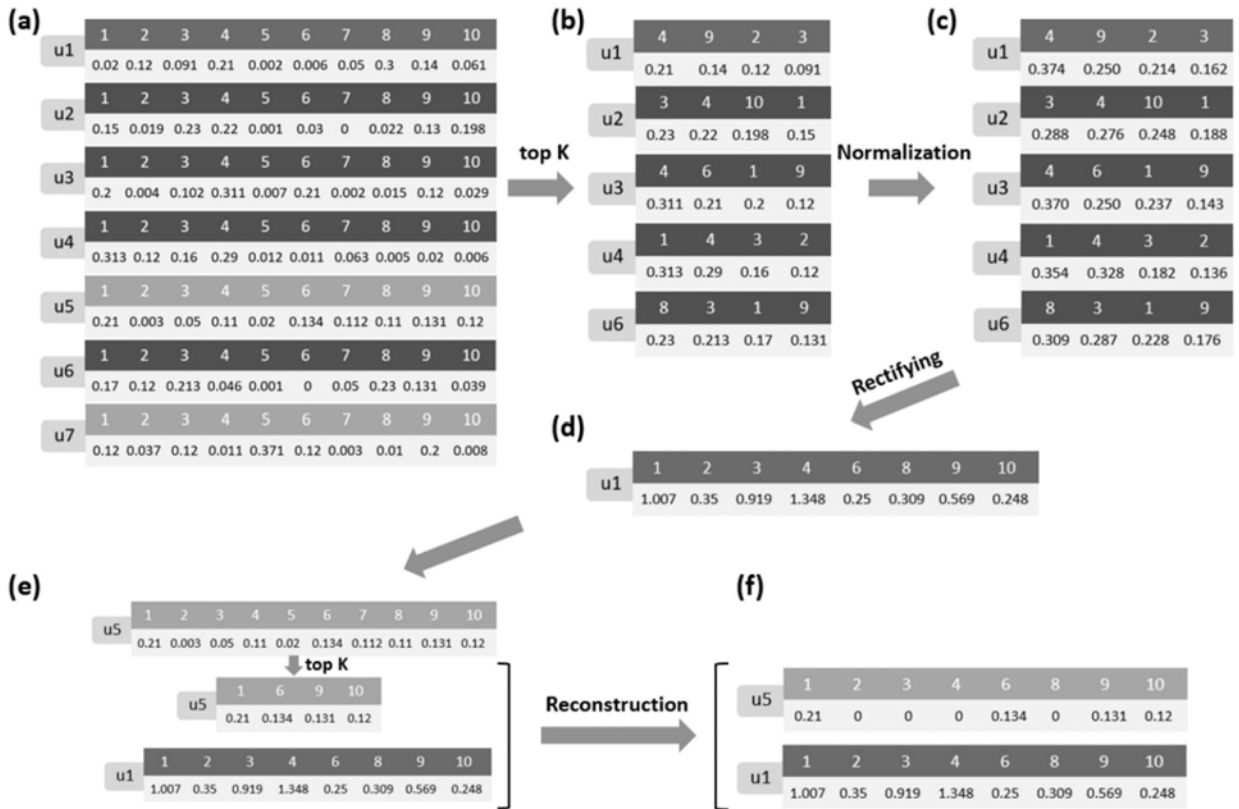 (a)
u1
1 2 3 4 5 6 7 8 9 10
0.02 0.12 0.091 0.21 0.002 0.006 0.05 0.3 0.14 0.061
u2
1 2 3 4 5 6 7 8 9 10
0.15 0.019 0.23 0.22 0.001 0.03 0 0.022 0.13 0.198
u3
1 2 3 4 5 6 7 8 9 10
0.2 0.004 0.102 0.311 0.007 0.21 0.002 0.015 0.12 0.029
u4
1 2 3 4 5 6 7 8 9 10
0.313 0.12 0.16 0.29 0.012 0.011 0.063 0.005 0.02 0.006
u5
1 2 3 4 5 6 7 8 9 10
0.21 0.003 0.05 0.11 0.02 0.134 0.112 0.11 0.131 0.12
u6
1 2 3 4 5 6 7 8 9 10
0.17 0.12 0.213 0.046 0.001 0 0.05 0.23 0.131 0.039
u7
1 2 3 4 5 6 7 8 9 10
0.12 0.037 0.12 0.011 0.371 0.12 0.003 0.01 0.2 0.008
top K
(b)
u1
4 9 2 3
0.21 0.14 0.12 0.091
u2
3 4 10 1
0.23 0.22 0.198 0.15
u3
4 6 1 9
0.311 0.21 0.2 0.12
u4
1 4 3 2
0.313 0.29 0.16 0.12
u6
8 3 1 9
0.23 0.213 0.17 0.131
Normalization
(c)
u1
4 9 2 3
0.374 0.250 0.214 0.162
u2
3 4 10 1
0.288 0.276 0.248 0.188
u3
4 6 1 9
0.370 0.250 0.237 0.143
u4
1 4 3 2
0.354 0.328 0.182 0.136
u6
8 3 1 9
0.309 0.287 0.228 0.176
Rectifying
(d)
u1
1 2 3 4 6 8 9 10
1.007 0.35 0.919 1.348 0.25 0.309 0.569 0.248
(e)
u5
1 2 3 4 5 6 7 8 9 10
0.21 0.003 0.05 0.11 0.02 0.134 0.112 0.11 0.131 0.12
top K
u5
1 6 9 10
0.21 0.134 0.131 0.12
u1
1 2 3 4 6 8 9 10
1.007 0.35 0.919 1.348 0.25 0.309 0.569 0.248
Reconstruction
(f)
u5
1 2 3 4 6 8 9 10
0.21 0 0 0 0.134 0 0.131 0.12
u1
1 2 3 4 6 8 9 10
1.007 0.35 0.919 1.348 0.25 0.309 0.569 0.248